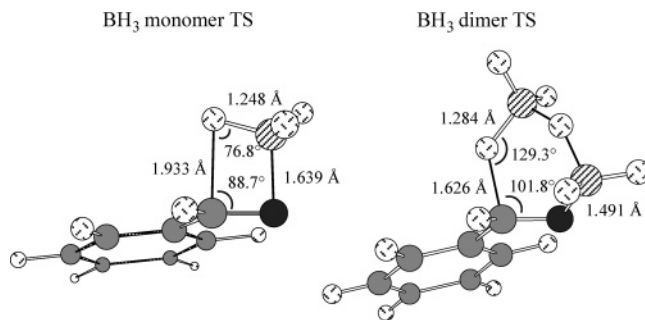 BH₃ monomer TS
1.248 Å
76.8°
1.933 Å
88.7°
1.639 Å
BH₃ dimer TS
1.284 Å
129.3°
1.626 Å
101.8°
1.491 Å